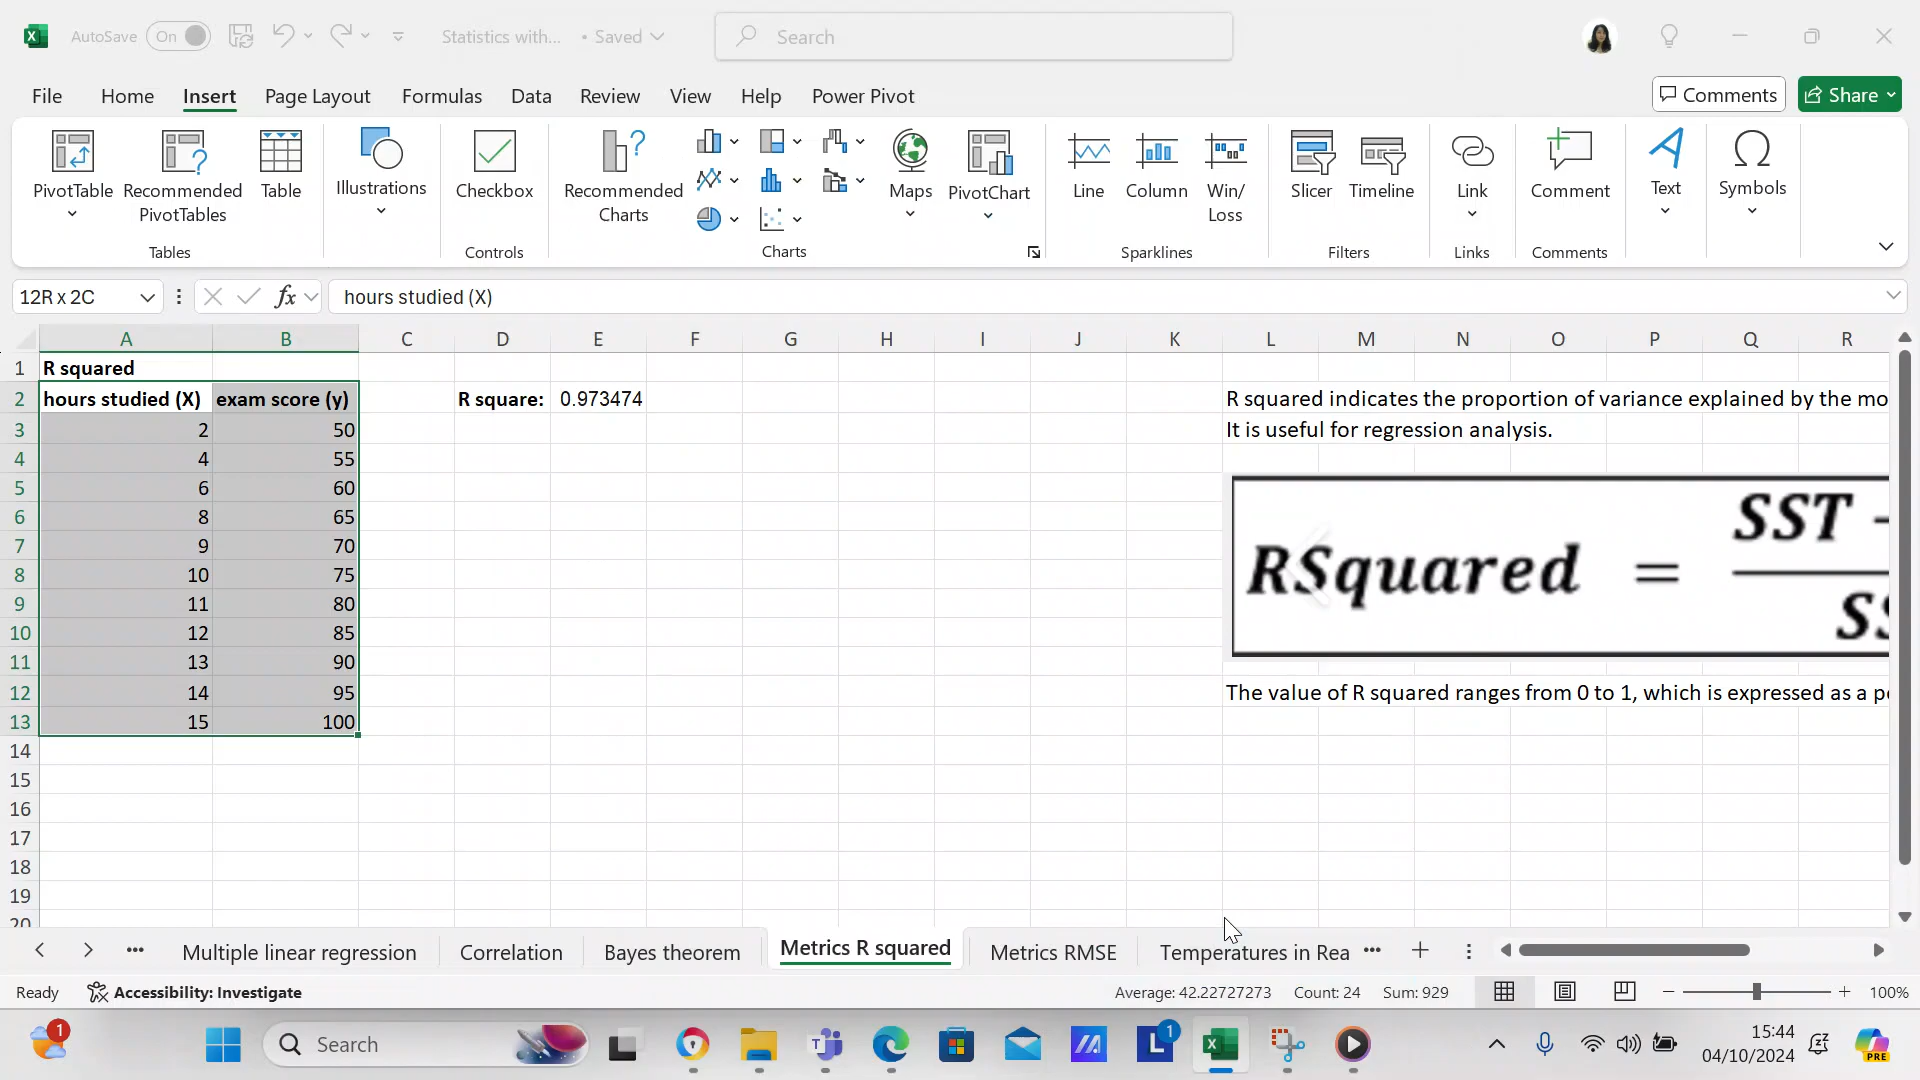 AutoSave On Statistics with... • Saved Search
File Home Insert Page Layout Formulas Data Review View Help Power Pivot Comments Share
PivotTable Recommended PivotTables Table Illustrations Checkbox Recommended Charts Maps PivotChart Line Column Win/ Loss Slicer Timeline Link Comment Text Symbols
Tables Controls Charts Sparklines Filters Links Comments
12R x 2C fx hours studied (X)
A B C D E F G H I J K L M N O P Q R
1 R squared
2 hours studied (X) exam score (y) R square: 0.973474 R squared indicates the proportion of variance explained by the mo
3 2 50 It is useful for regression analysis.
4 4 55
5 6 60
6 8 65
7 9 70
8 10 75
9 11 80
10 12 85
11 13 90
12 14 95 The value of R squared ranges from 0 to 1, which is expressed as a p
13 15 100
RSquared = SST -
14
15
16
17
18
19
20
Multiple linear regression Correlation Bayes theorem Metrics R squared Metrics RMSE Temperatures in Rea
Ready Accessibility: Investigate Average: 42.22727273 Count: 24 Sum: 929 100%
1 Search T L 1 15:44
04/10/2024 PRE